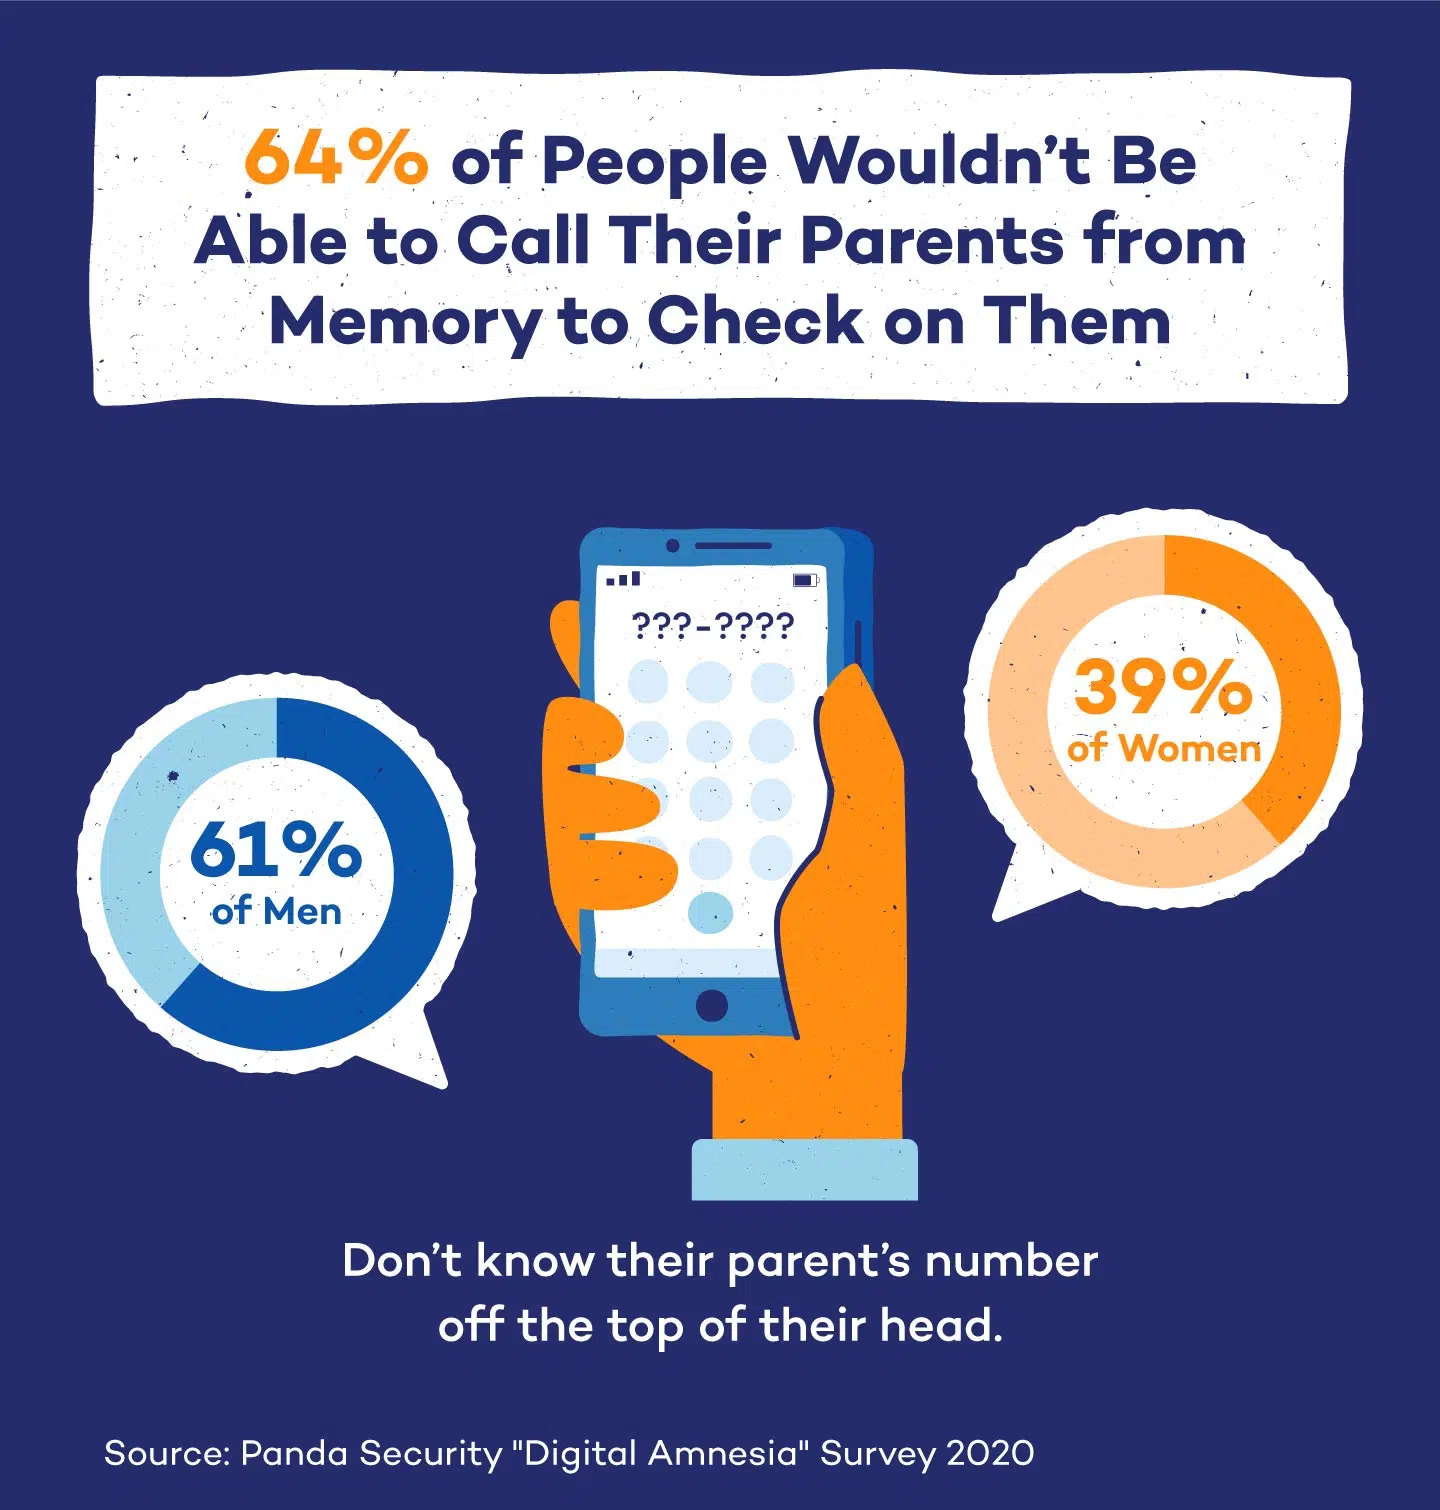 64% of People Wouldn’t Be
Able to Call Their Parents from
Memory to Check on Them
???-????
39%
of Women
61%
of Men
Don’t know their parent’s number
off the top of their head.
Source: Panda Security "Digital Amnesia" Survey 2020